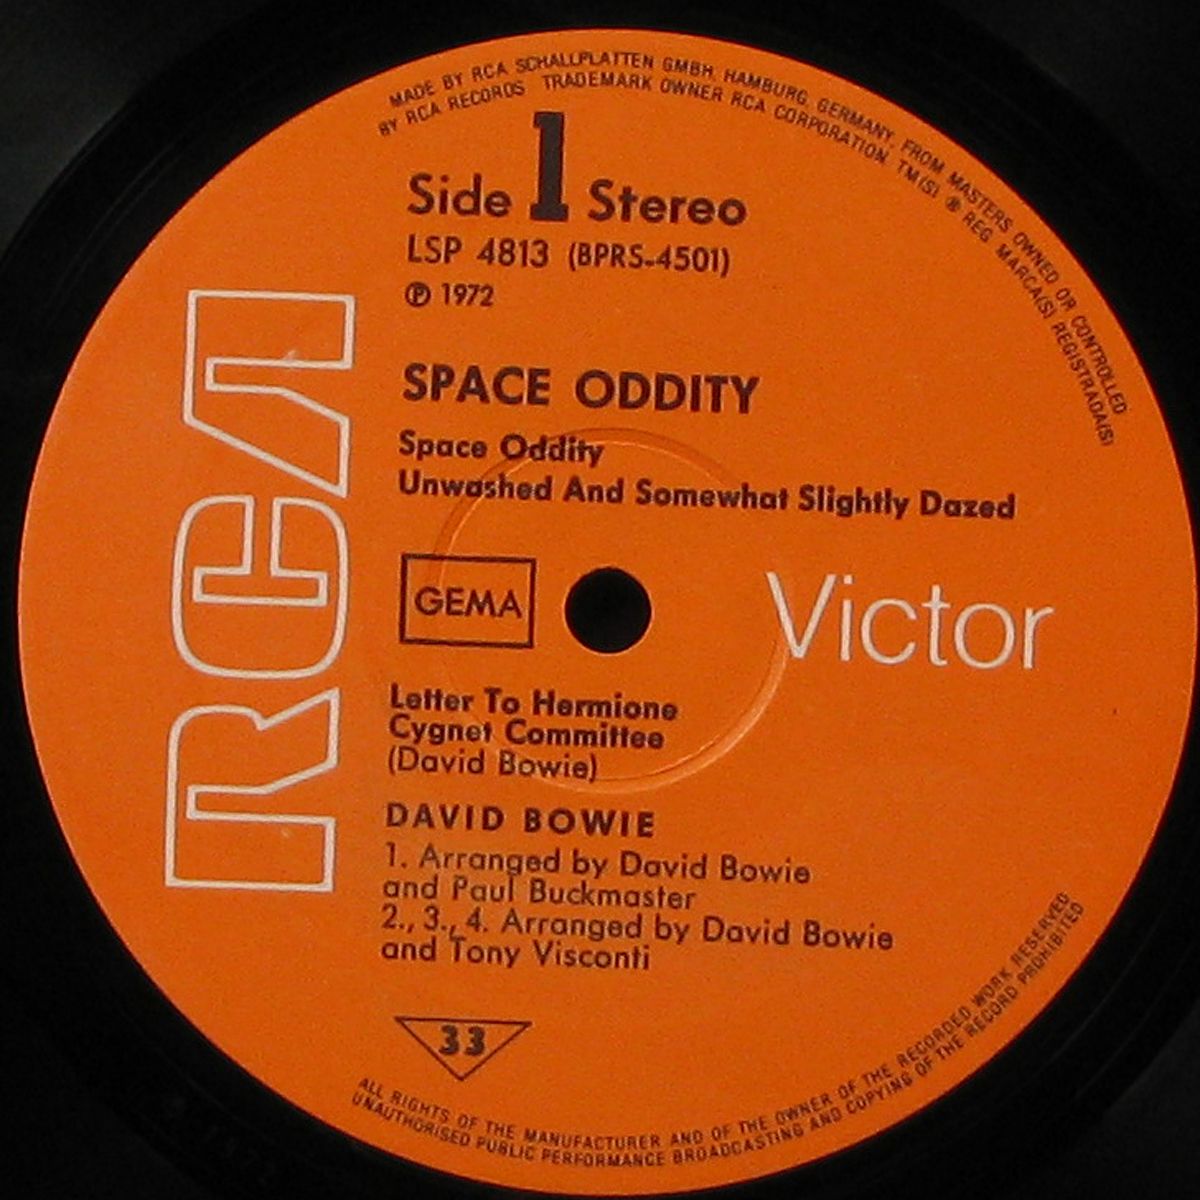 MADE BY RCA SCHALLPLATTEN GMBH, HAMBURG, GERMANY, FROM MASTERS OWNED OR CONTROLLED
BY RCA RECORDS TRADEMARK OWNER RCA CORPORATION. TM(S) ® REG. MARCA(S) REGISTRADA(S)
Side 1 Stereo
LSP 4813 (BPRS-4501)
℗ 1972
RCA
SPACE ODDITY
Space Oddity
Unwashed And Somewhat Slightly Dazed
GEMA
Victor
Letter To Hermione
Cygnet Committee
(David Bowie)
DAVID BOWIE
1. Arranged by David Bowie
and Paul Buckmaster
2., 3., 4. Arranged by David Bowie
and Tony Visconti
33
ALL RIGHTS OF THE MANUFACTURER AND OF THE OWNER OF THE RECORDED WORK RESERVED
UNAUTHORISED PUBLIC PERFORMANCE BROADCASTING AND COPYING OF THE RECORD PROHIBITED